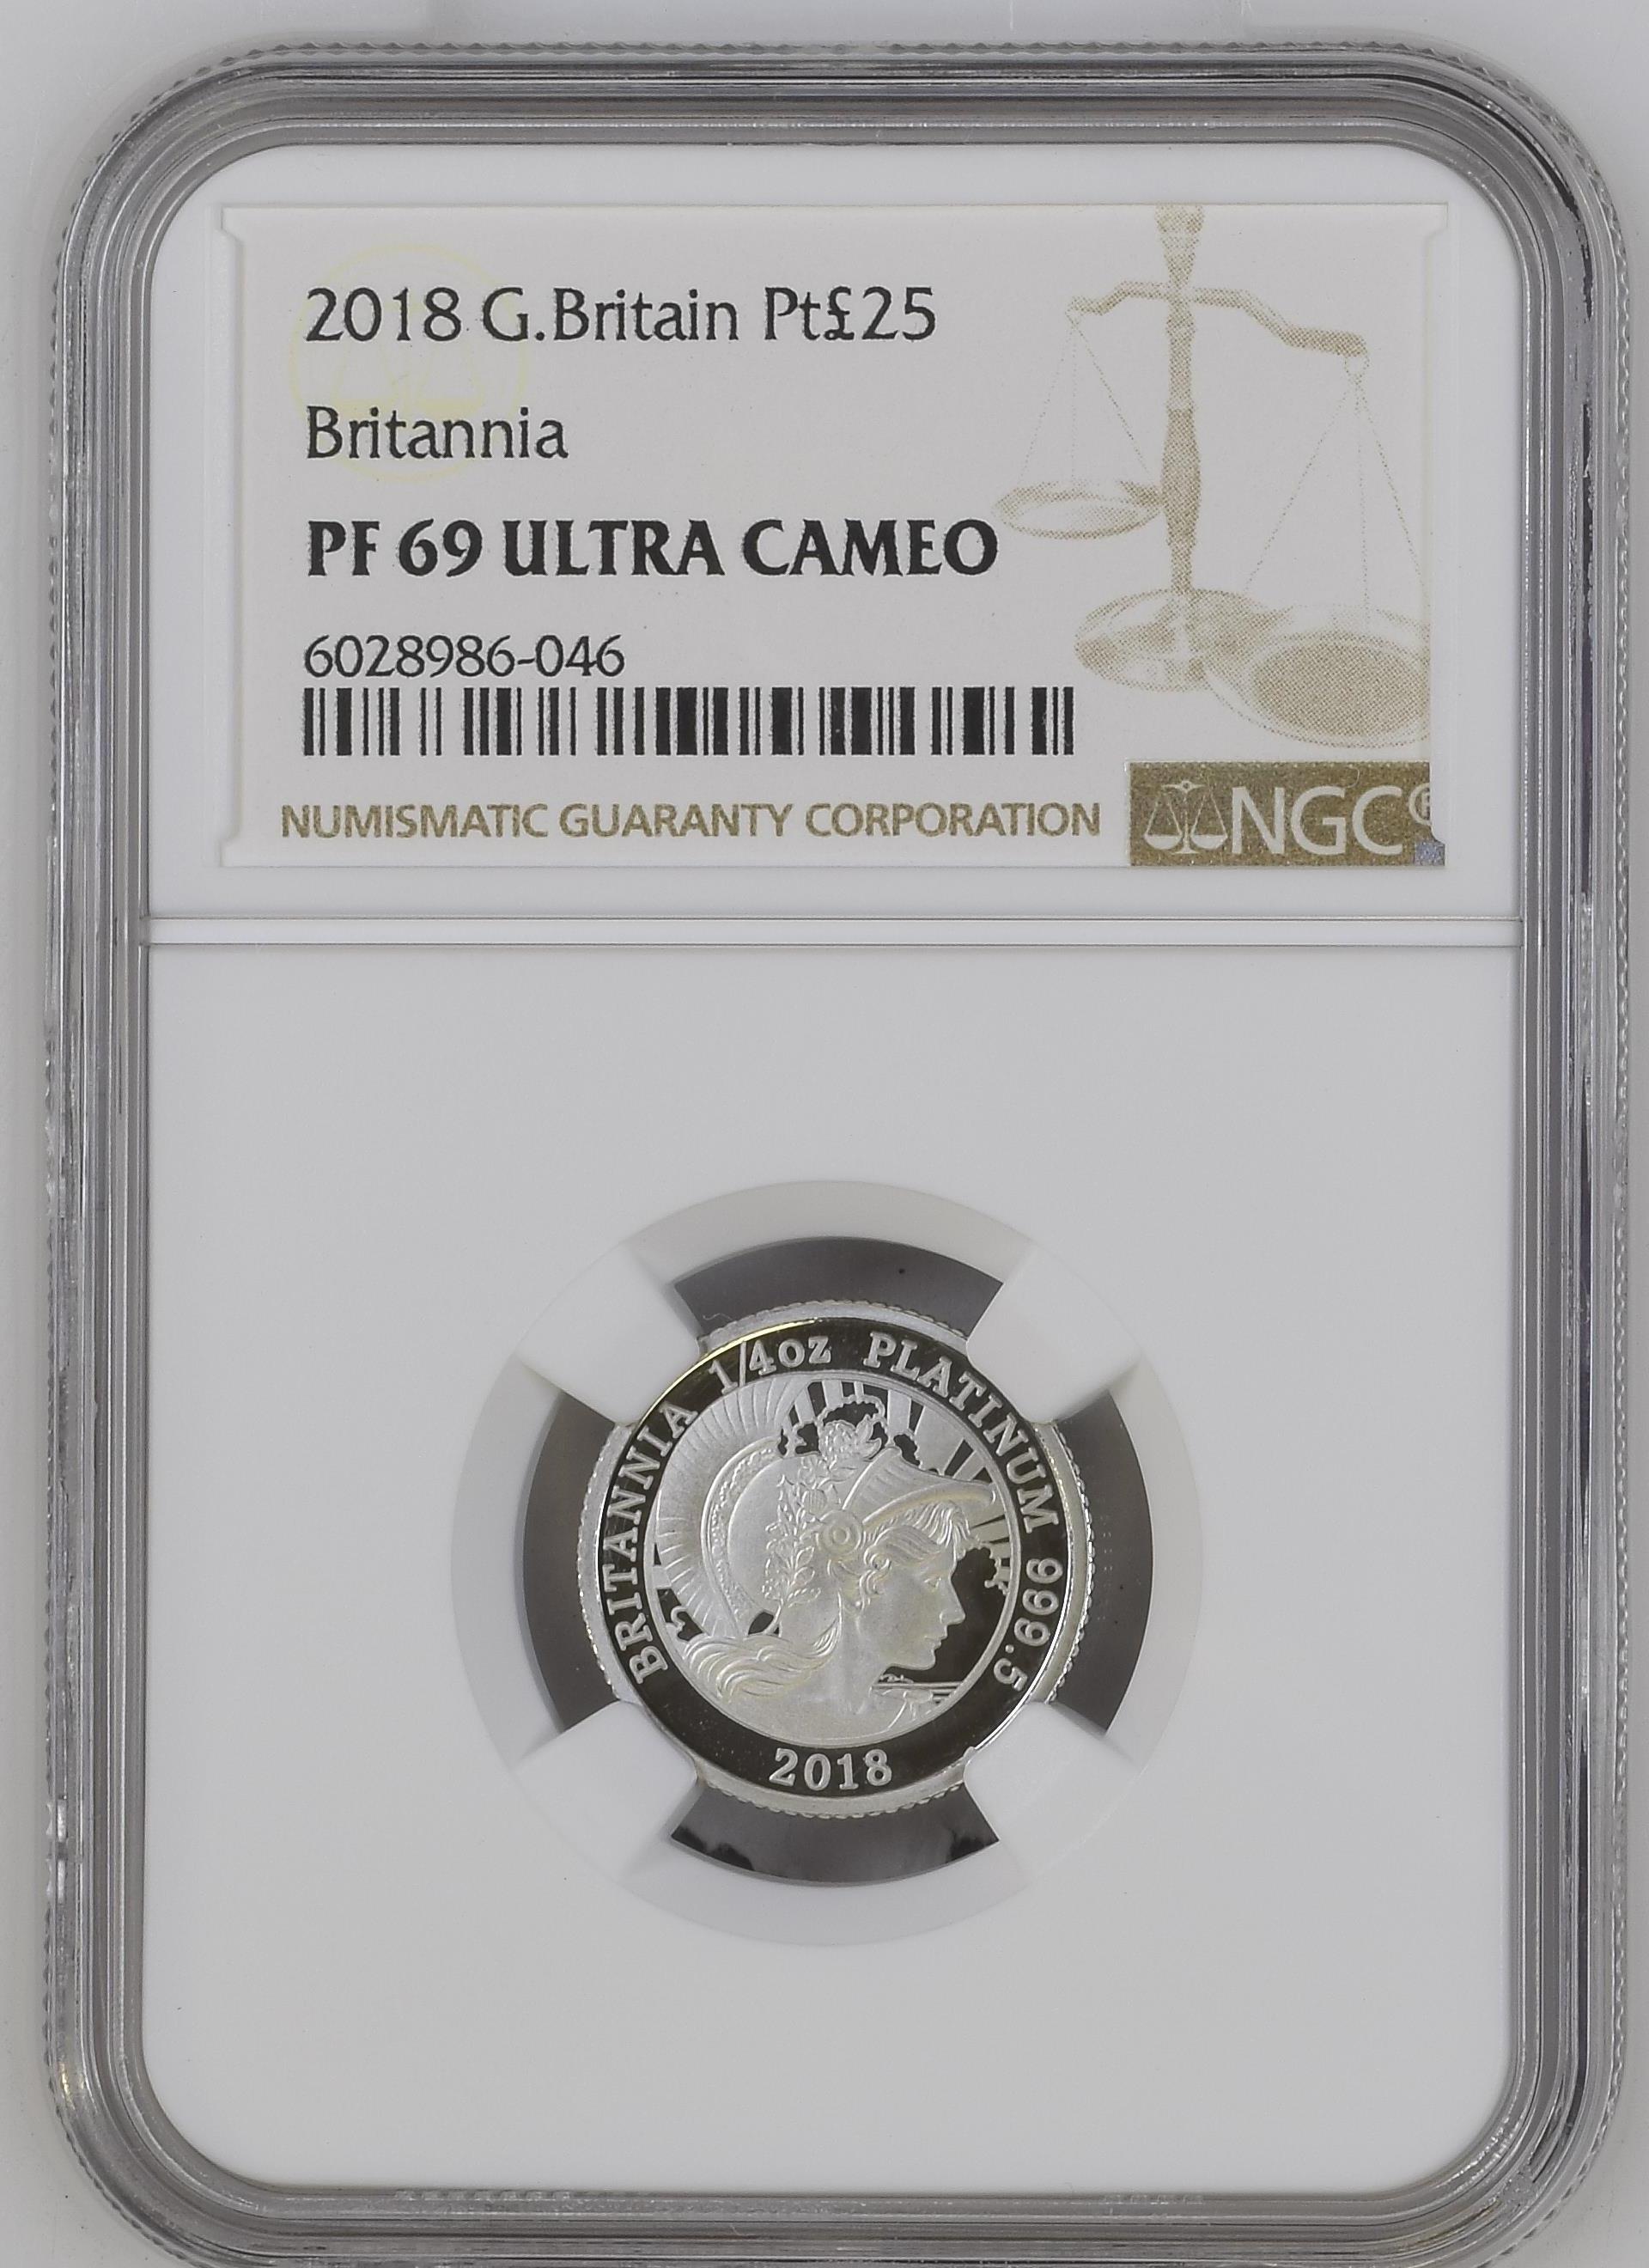 2018 G.Britain Pt£25
Britannia
PF 69 ULTRA CAMEO
6028986-046
NUMISMATIC GUARANTY CORPORATION
NGC®
BRITANNIA 1/4oz PLATINUM 999.5
2018